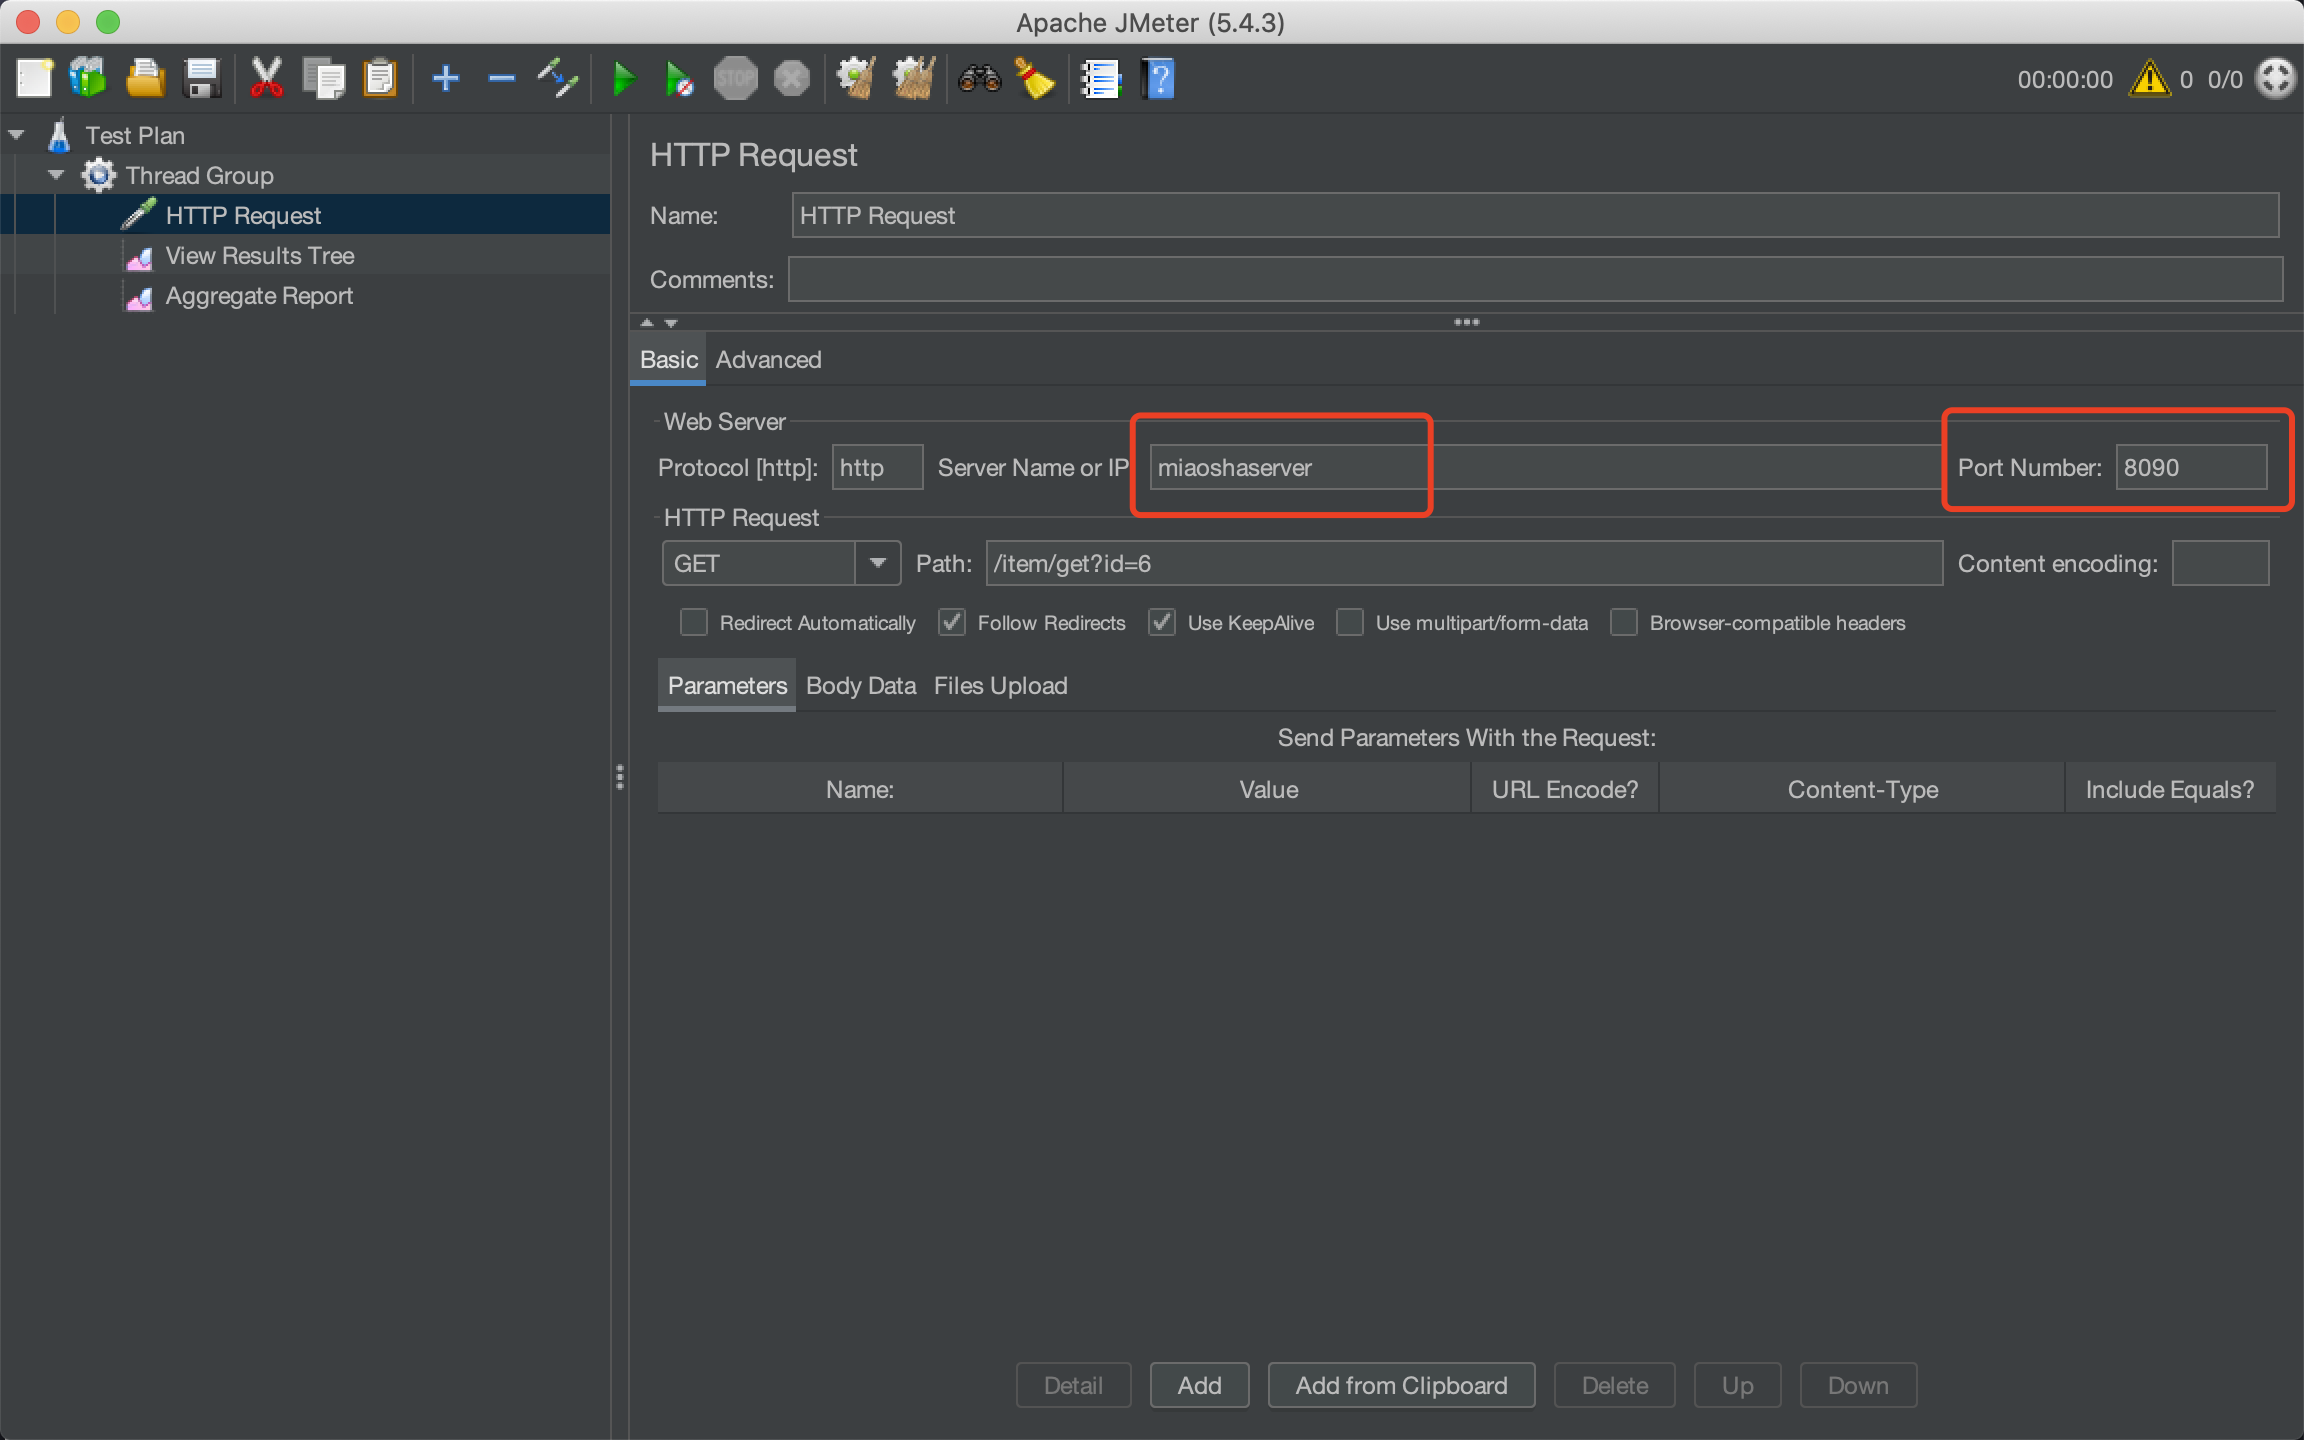 Apache JMeter (5.4.3)
STOP
?
00:00:00 0 0/0
Test Plan
Thread Group
HTTP Request
View Results Tree
Aggregate Report
HTTP Request
Name: HTTP Request
Comments:
Basic Advanced
Web Server
Protocol [http]: http Server Name or IP miaoshaserver Port Number: 8090
HTTP Request
GET Path: /item/get?id=6 Content encoding:
Redirect Automatically Follow Redirects Use KeepAlive Use multipart/form-data Browser-compatible headers
Parameters Body Data Files Upload
Send Parameters With the Request:
Name: Value URL Encode? Content-Type Include Equals?
Detail Add Add from Clipboard Delete Up Down